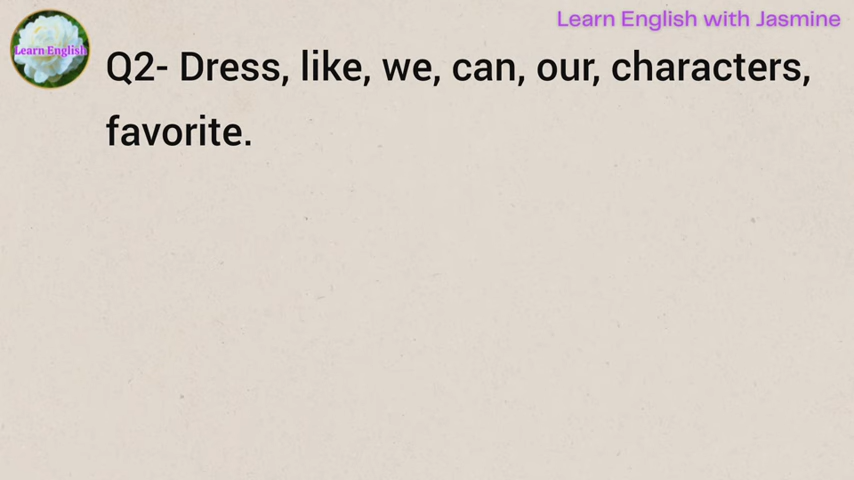 Learn English with Jasmine
Learn English
Q2- Dress, like, we, can, our, characters,
favorite.